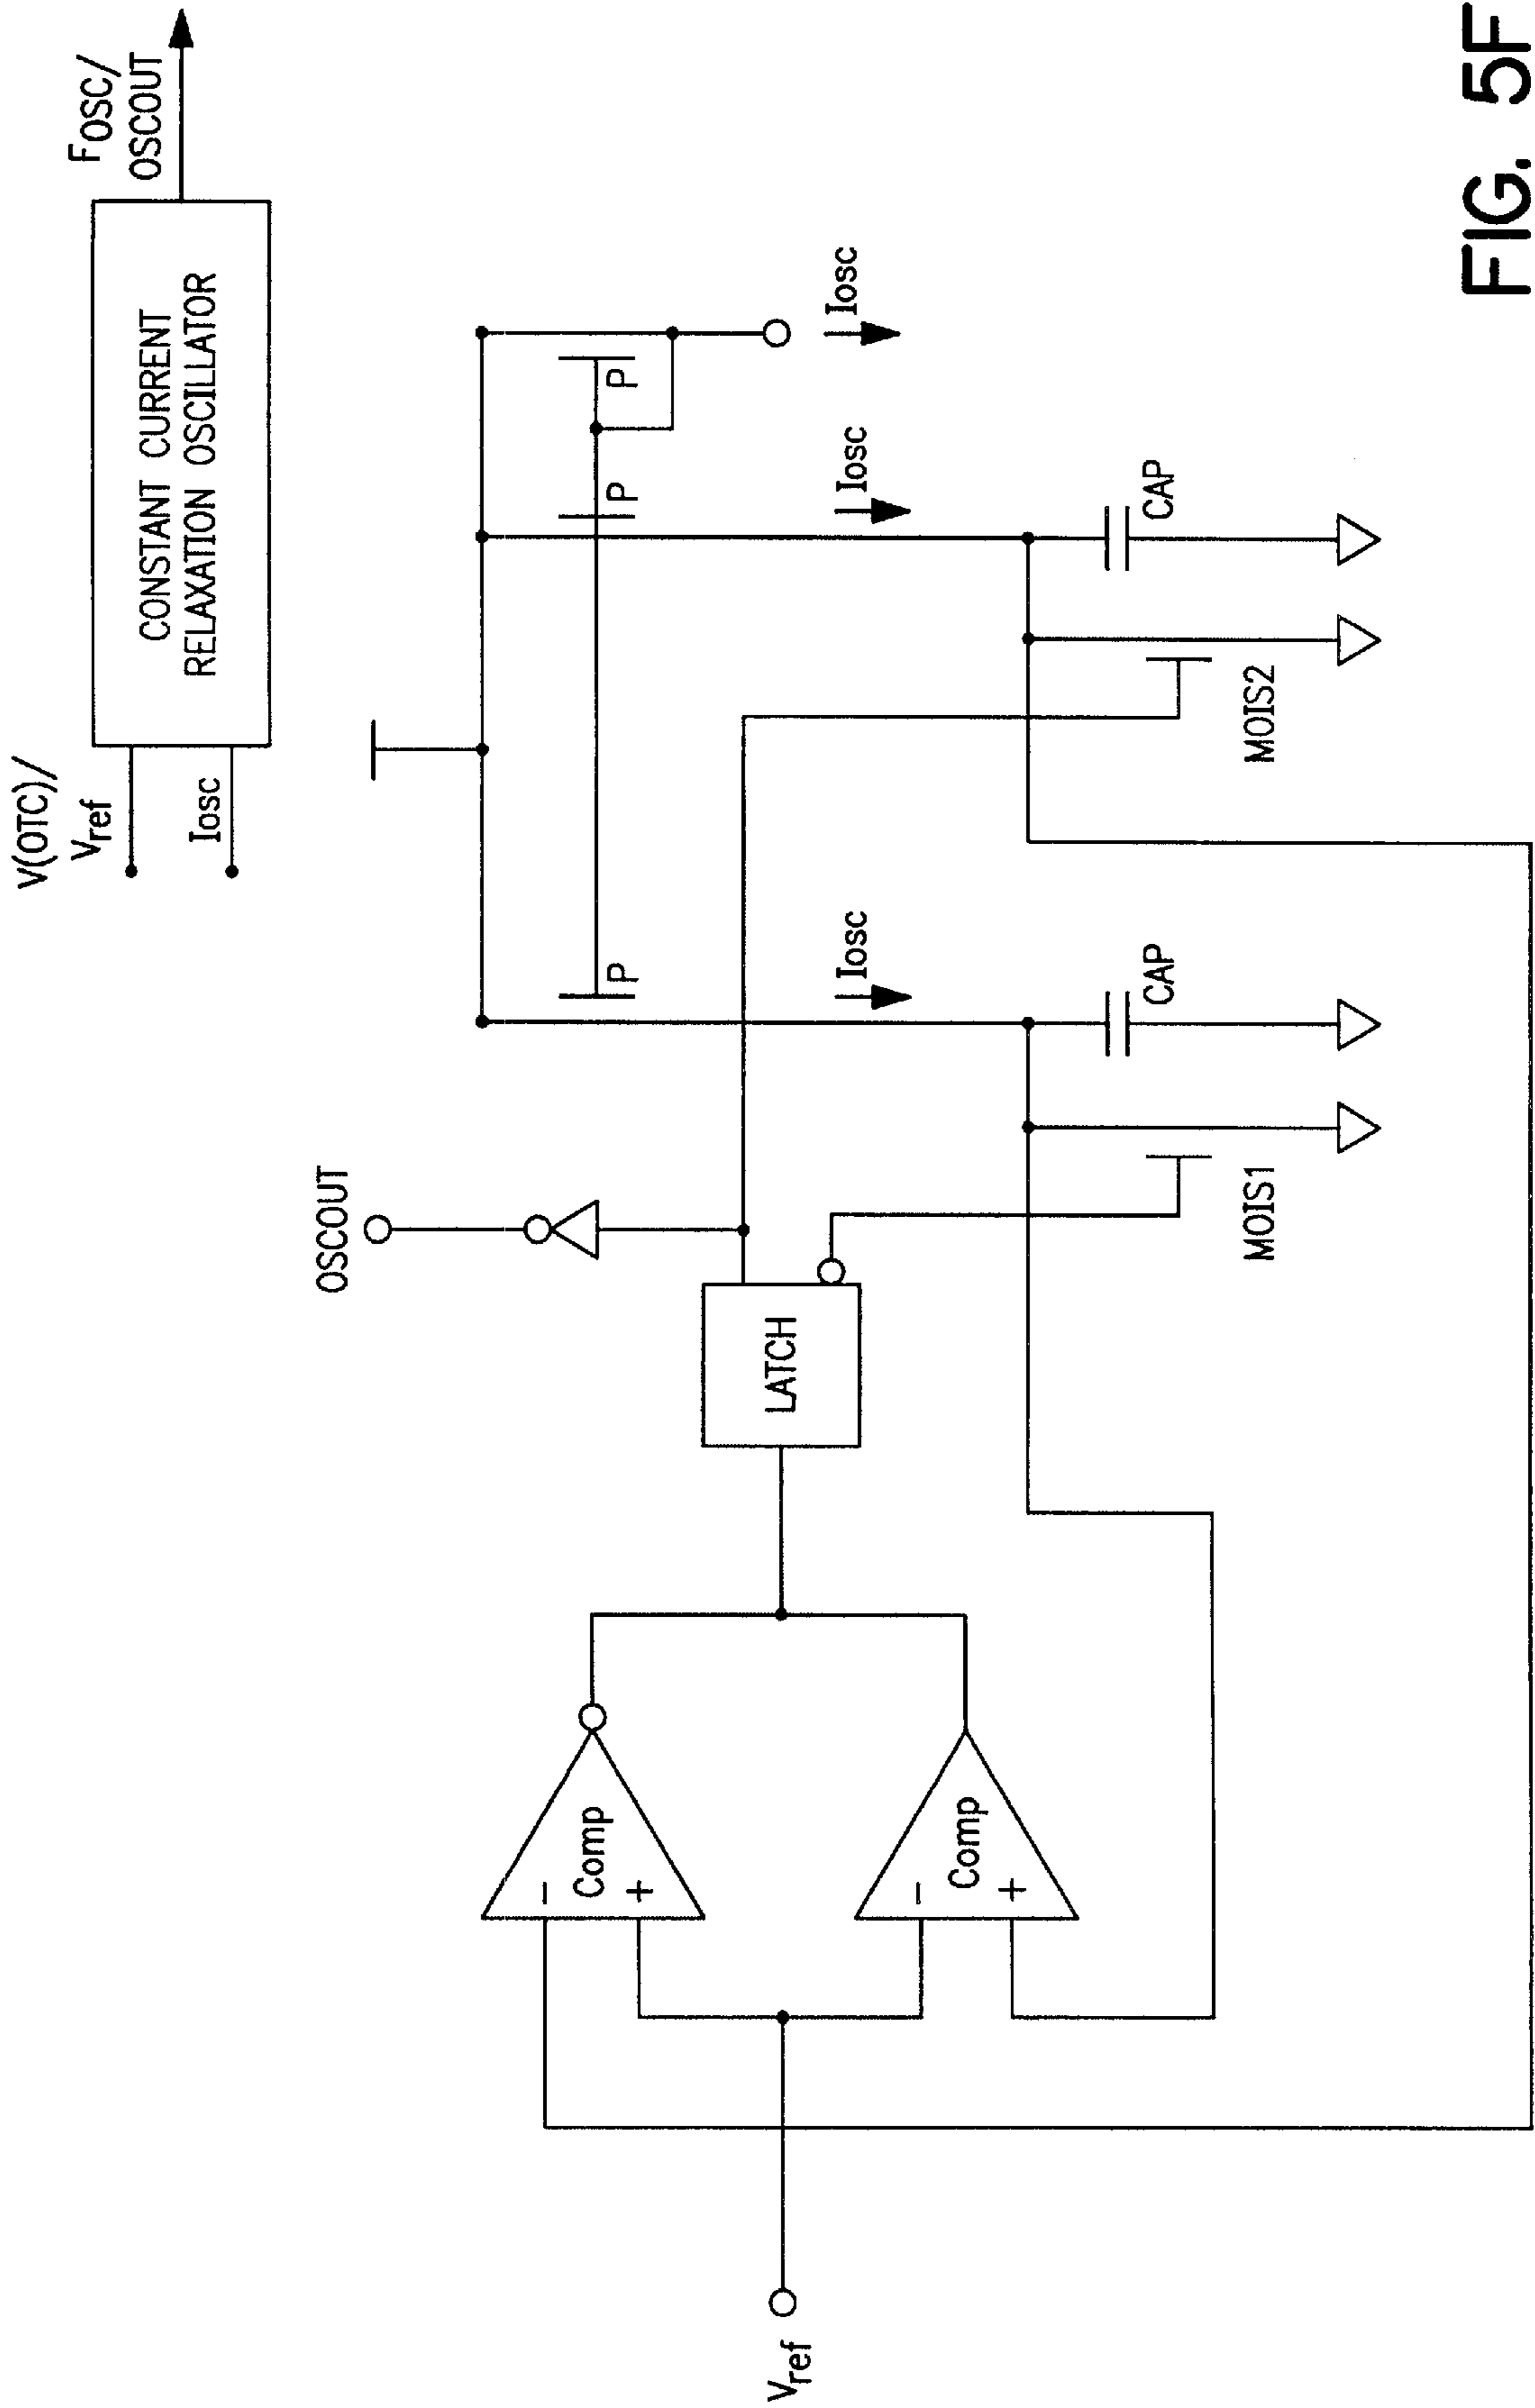 V(OTC)/
Vref
Iosc
CONSTANT CURRENT
RELAXATION OSCILLATOR
FOSC/
OSCOUT
OSCOUT
P
P
P
Iosc
Iosc
Iosc
Vref
-
Comp
+
-
Comp
+
LATCH
CAP
CAP
MOIS1
MOIS2
FIG. 5F